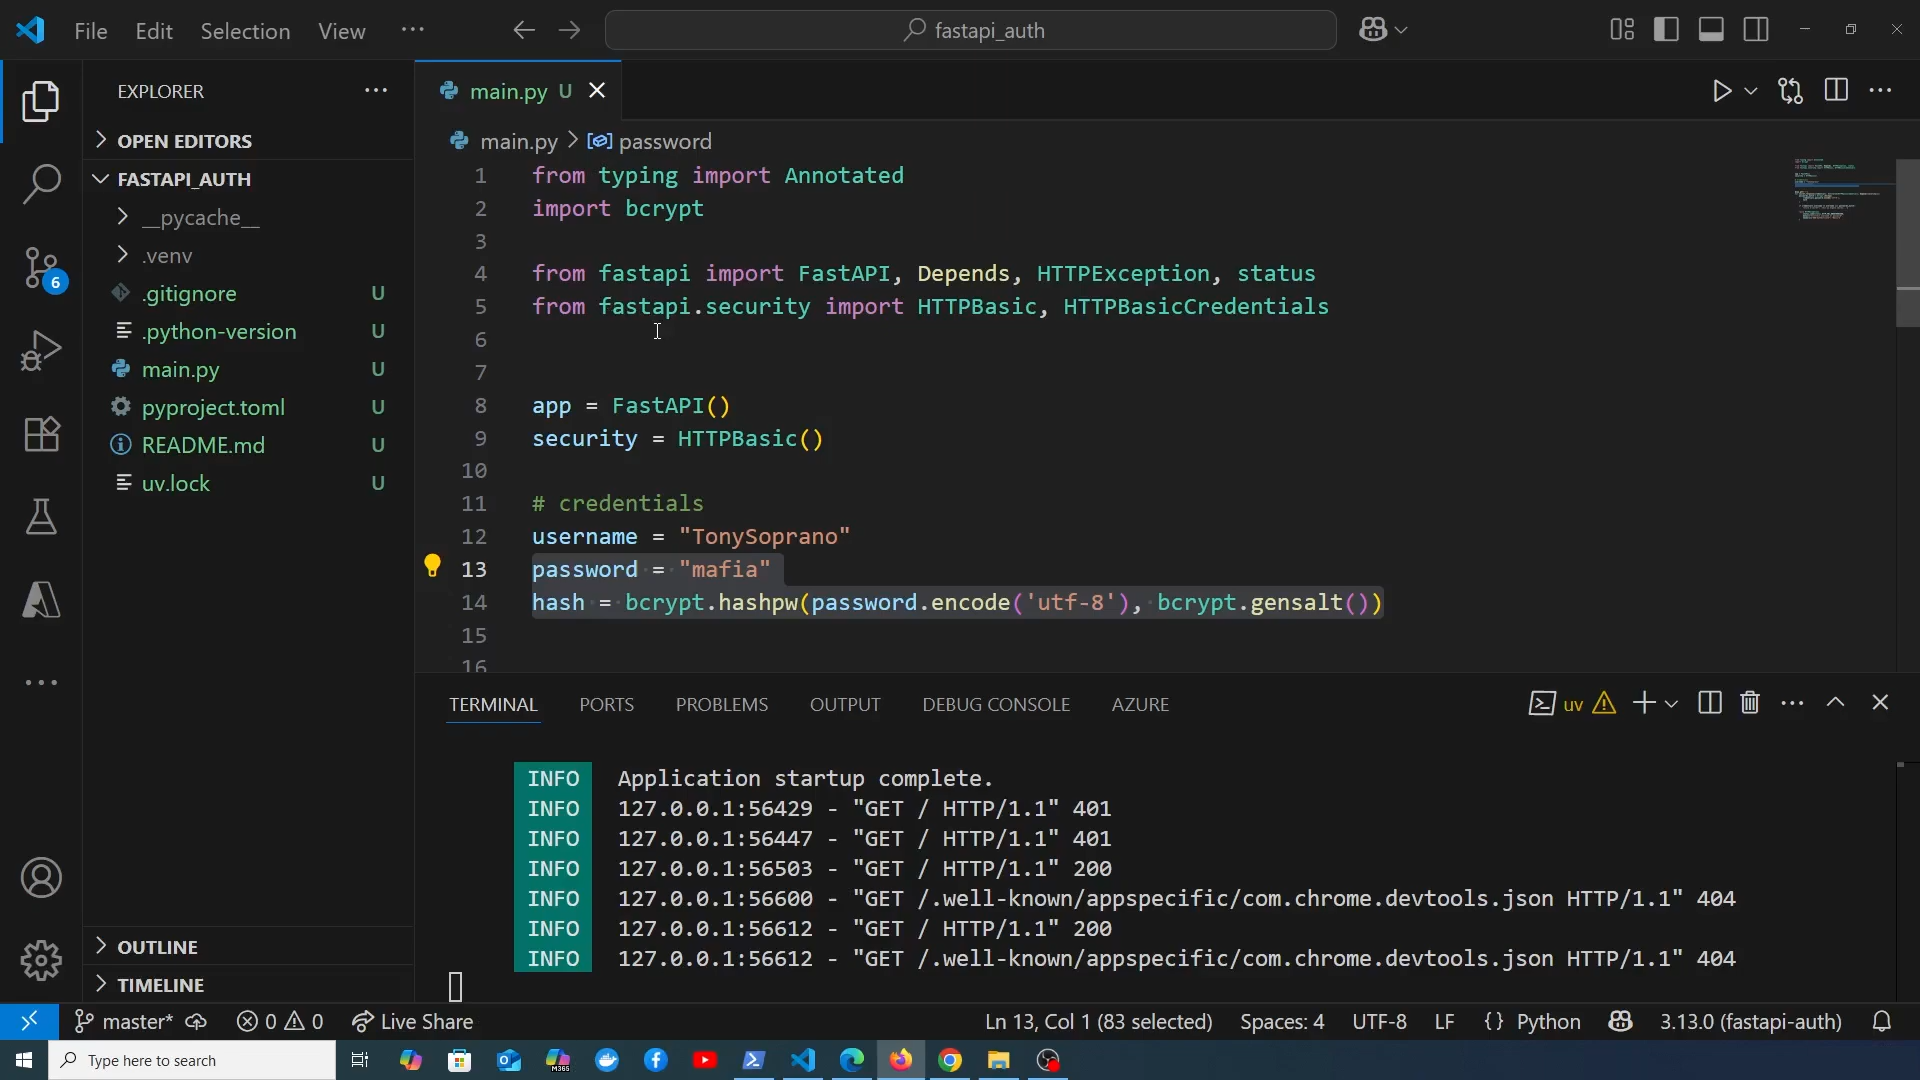 File Edit Selection View ···
fastapi_auth
EXPLORER
OPEN EDITORS
FASTAPI_AUTH
__pycache__
.venv
.gitignore U
.python-version U
main.py U
pyproject.toml U
README.md U
uv.lock U
OUTLINE
TIMELINE
6
main.py U
main.py > password
1 from typing import Annotated
2 import bcrypt
3
4 from fastapi import FastAPI, Depends, HTTPException, status
5 from fastapi.security import HTTPBasic, HTTPBasicCredentials
6
7
8 app = FastAPI()
9 security = HTTPBasic()
10
11 # credentials
12 username = "TonySoprano"
13 password = "mafia"
14 hash = bcrypt.hashpw(password.encode('utf-8'), bcrypt.gensalt())
15
16
TERMINAL PORTS PROBLEMS OUTPUT DEBUG CONSOLE AZURE
uv
INFO Application startup complete.
INFO 127.0.0.1:56429 - "GET / HTTP/1.1" 401
INFO 127.0.0.1:56447 - "GET / HTTP/1.1" 401
INFO 127.0.0.1:56503 - "GET / HTTP/1.1" 200
INFO 127.0.0.1:56600 - "GET /.well-known/appspecific/com.chrome.devtools.json HTTP/1.1" 404
INFO 127.0.0.1:56612 - "GET / HTTP/1.1" 200
INFO 127.0.0.1:56612 - "GET /.well-known/appspecific/com.chrome.devtools.json HTTP/1.1" 404
master* 0 0 Live Share
Ln 13, Col 1 (83 selected) Spaces: 4 UTF-8 LF {} Python 3.13.0 (fastapi-auth)
Type here to search
M365